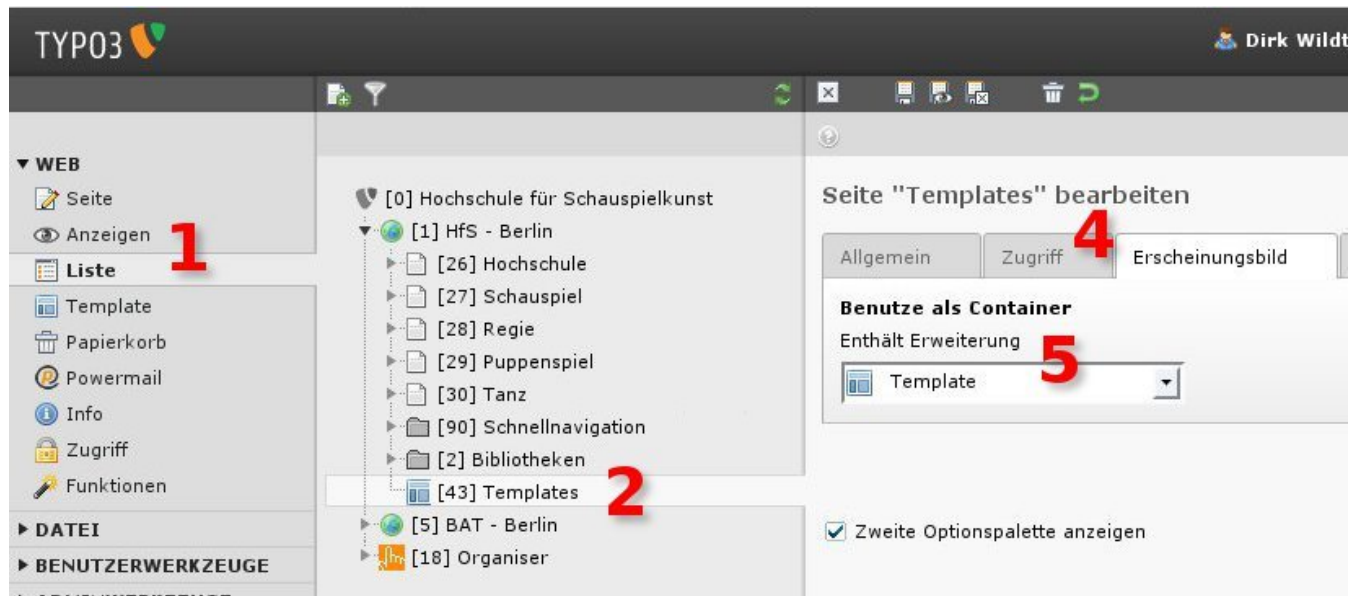 TYPO3
Dirk Wildt
WEB
Seite
Anzeigen
1
Liste
Template
Papierkorb
Powermail
Info
Zugriff
Funktionen
DATEI
BENUTZERWERKZEUGE
[0] Hochschule für Schauspielkunst
[1] HfS - Berlin
[26] Hochschule
[27] Schauspiel
[28] Regie
[29] Puppenspiel
[30] Tanz
[90] Schnellnavigation
[2] Bibliotheken
[43] Templates
2
[5] BAT - Berlin
[18] Organiser
Seite "Templates" bearbeiten
4
Allgemein Zugriff Erscheinungsbild
Benutze als Container
Enthält Erweiterung
5
Template
Zweite Optionspalette anzeigen